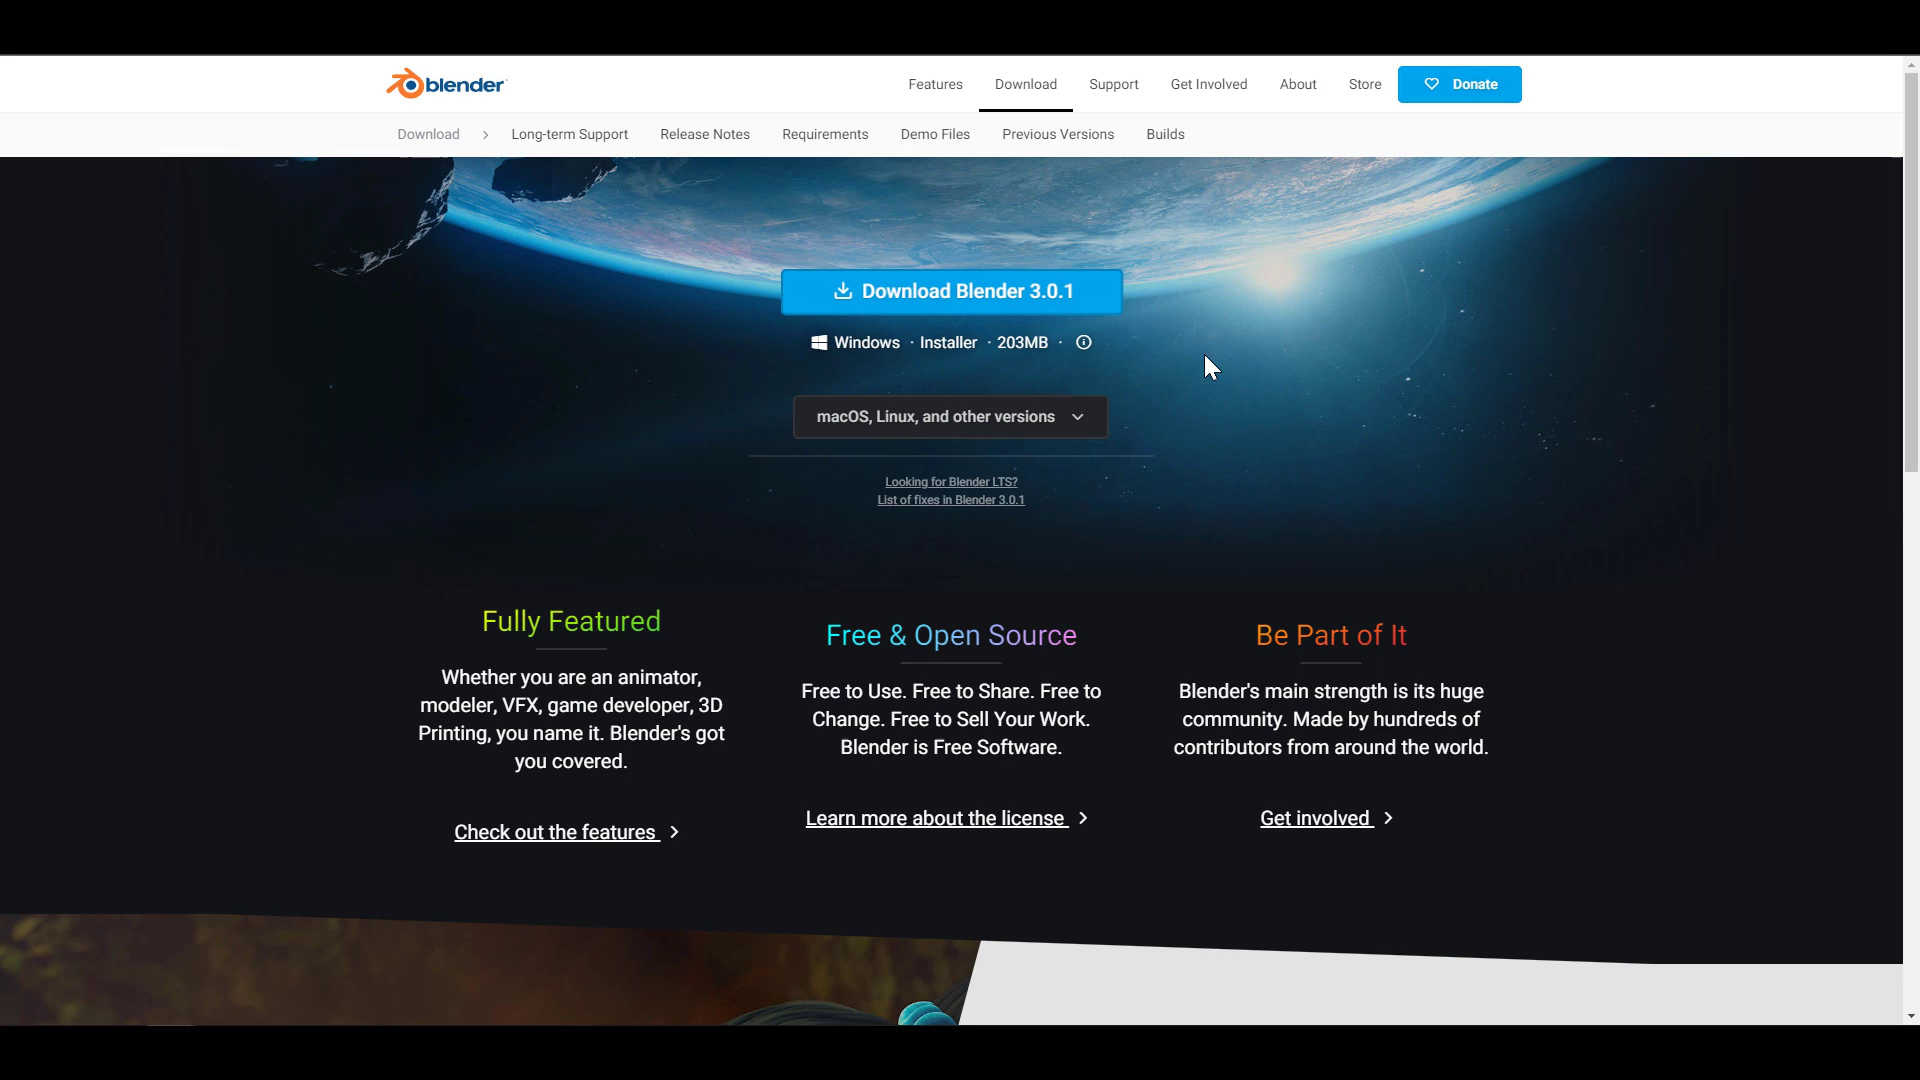 blender
Features Download Support Get Involved About Store Donate
Download Long-term Support Release Notes Requirements Demo Files Previous Versions Builds
Download Blender 3.0.1
Windows · Installer · 203MB ·
macOS, Linux, and other versions
Looking for Blender LTS?
List of fixes in Blender 3.0.1
Fully Featured
Whether you are an animator,
modeler, VFX, game developer, 3D
Printing, you name it. Blender's got
you covered.
Check out the features
Free & Open Source
Free to Use. Free to Share. Free to
Change. Free to Sell Your Work.
Blender is Free Software.
Learn more about the license
Be Part of It
Blender's main strength is its huge
community. Made by hundreds of
contributors from around the world.
Get involved